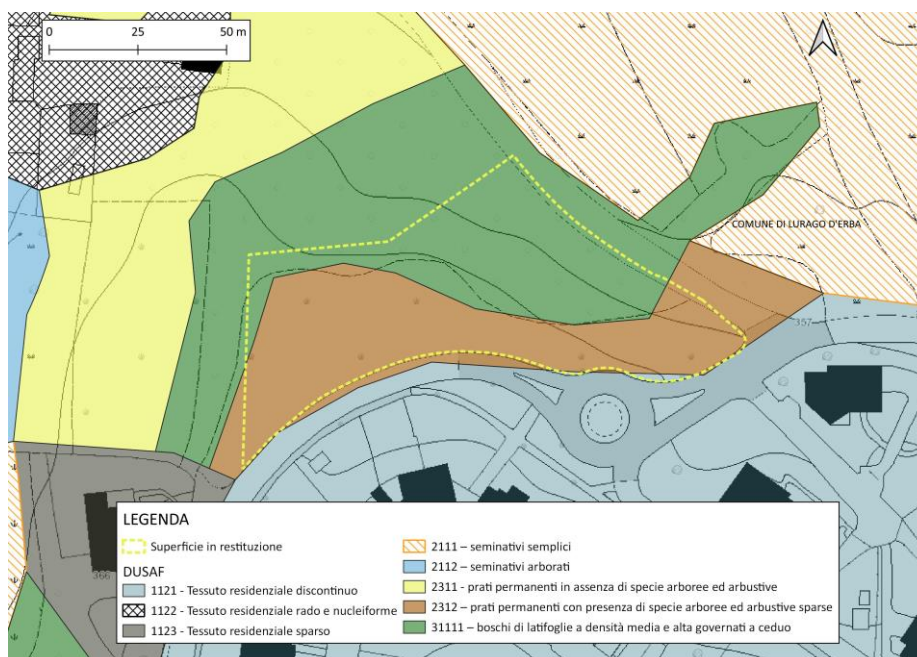 0 25 50 m
COMUNE DI LURAGO D'ERBA
357
366
LEGENDA
Superficie in restituzione
DUSAF
1121 - Tessuto residenziale discontinuo
1122 - Tessuto residenziale rado e nucleiforme
1123 - Tessuto residenziale sparso
2111 – seminativi semplici
2112 – seminativi arborati
2311 - prati permanenti in assenza di specie arboree ed arbustive
2312 – prati permanenti con presenza di specie arboree ed arbustive sparse
31111 – boschi di latifoglie a densità media e alta governati a ceduo